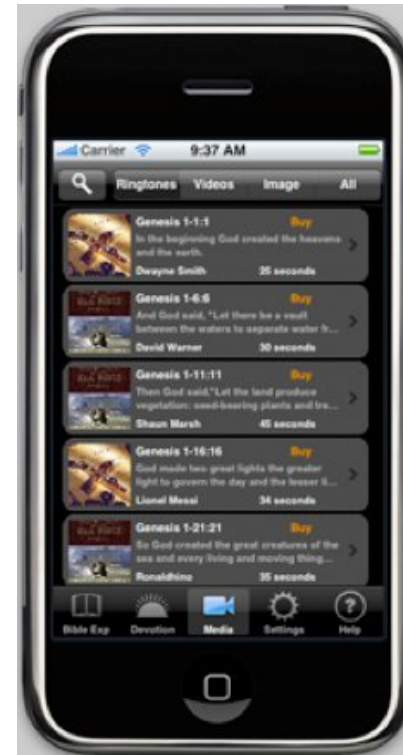 Carrier 9:37 AM
Ringtones Videos Image All
Genesis 1-1:1 Buy
In the beginning God created the heavens
and the earth.
Dwayne Smith 25 seconds
Genesis 1-6:6 Buy
And God said, "Let there be a vault
between the waters to separate water fr...
David Warner 30 seconds
Genesis 1-11:11 Buy
Then God said,"Let the land produce
vegetation: seed-bearing plants and tre...
Shaun Marsh 45 seconds
Genesis 1-16:16 Buy
God made two great lights the greater
light to govern the day and the lesser li...
Lionel Messi 34 seconds
Genesis 1-21:21 Buy
So God created the great creatures of the
sea and every living and moving thing...
Ronaldhino 35 seconds
Bible Exp Devotion Media Settings Help